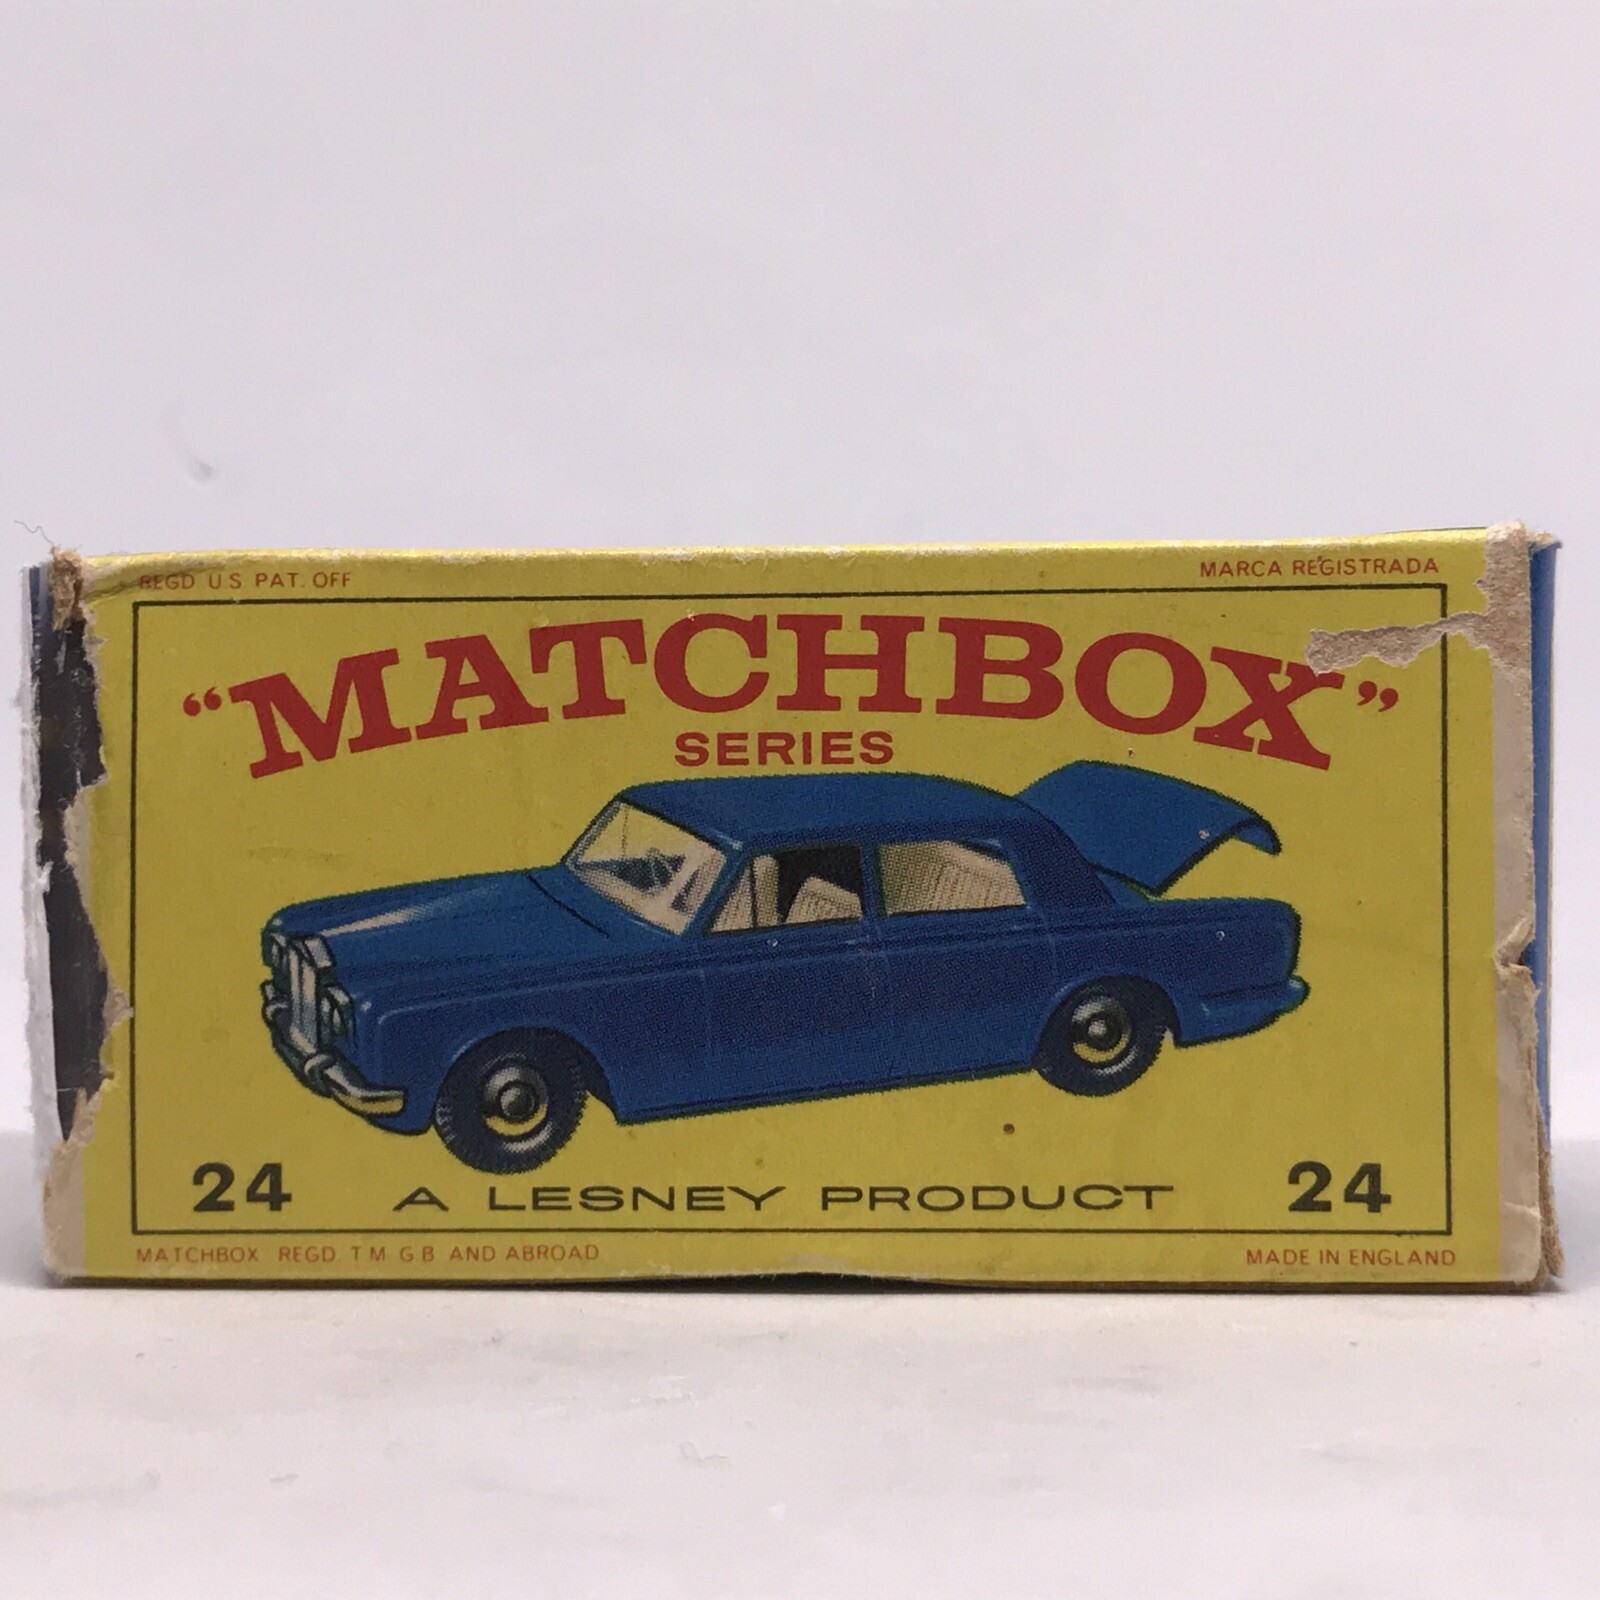 REGD U S PAT. OFF
MARCA REGISTRADA
"MATCHBOX"
SERIES
24 A LESNEY PRODUCT 24
MATCHBOX REGD. T M G B AND ABROAD
MADE IN ENGLAND